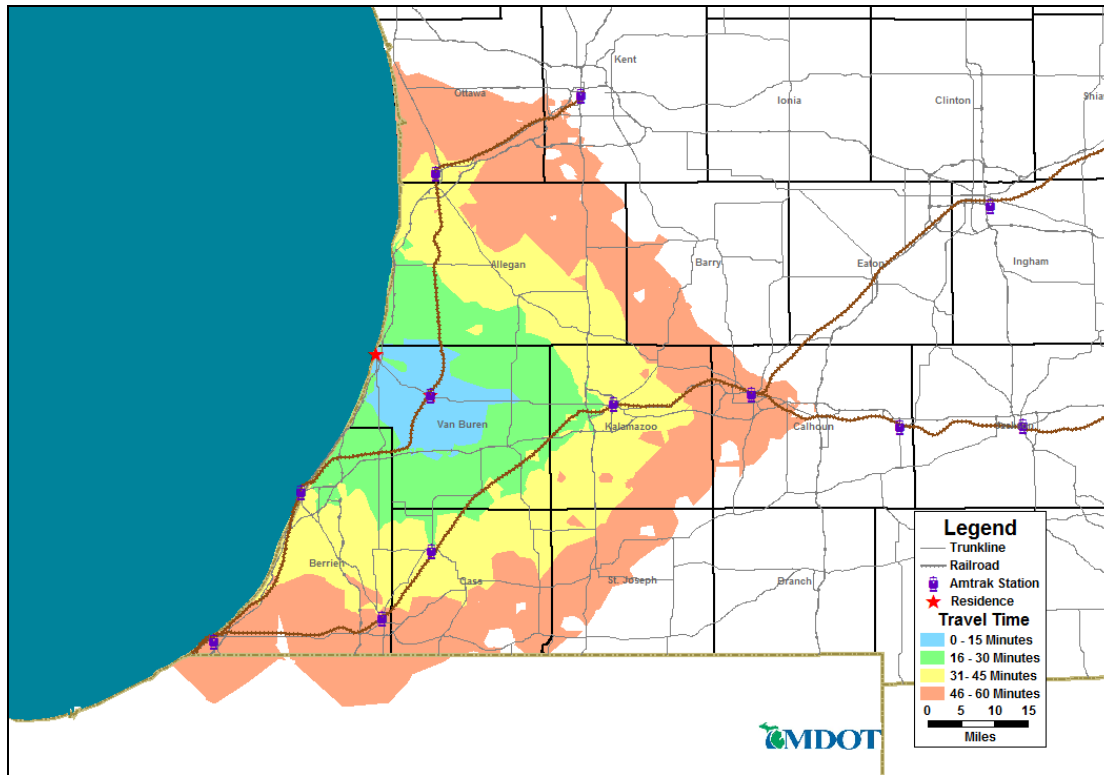 Kent
Ottawa
Ionia
Clinton
Shia
Allegan
Barry
Eaton
Ingham
Van Buren
Kalamazoo
Calhoun
Berrien
Cass
St. Joseph
Branch
Legend
Trunkline
Railroad
Amtrak Station
Residence
Travel Time
0 - 15 Minutes
16 - 30 Minutes
31- 45 Minutes
46 - 60 Minutes
0 5 10 15
Miles
MDOT